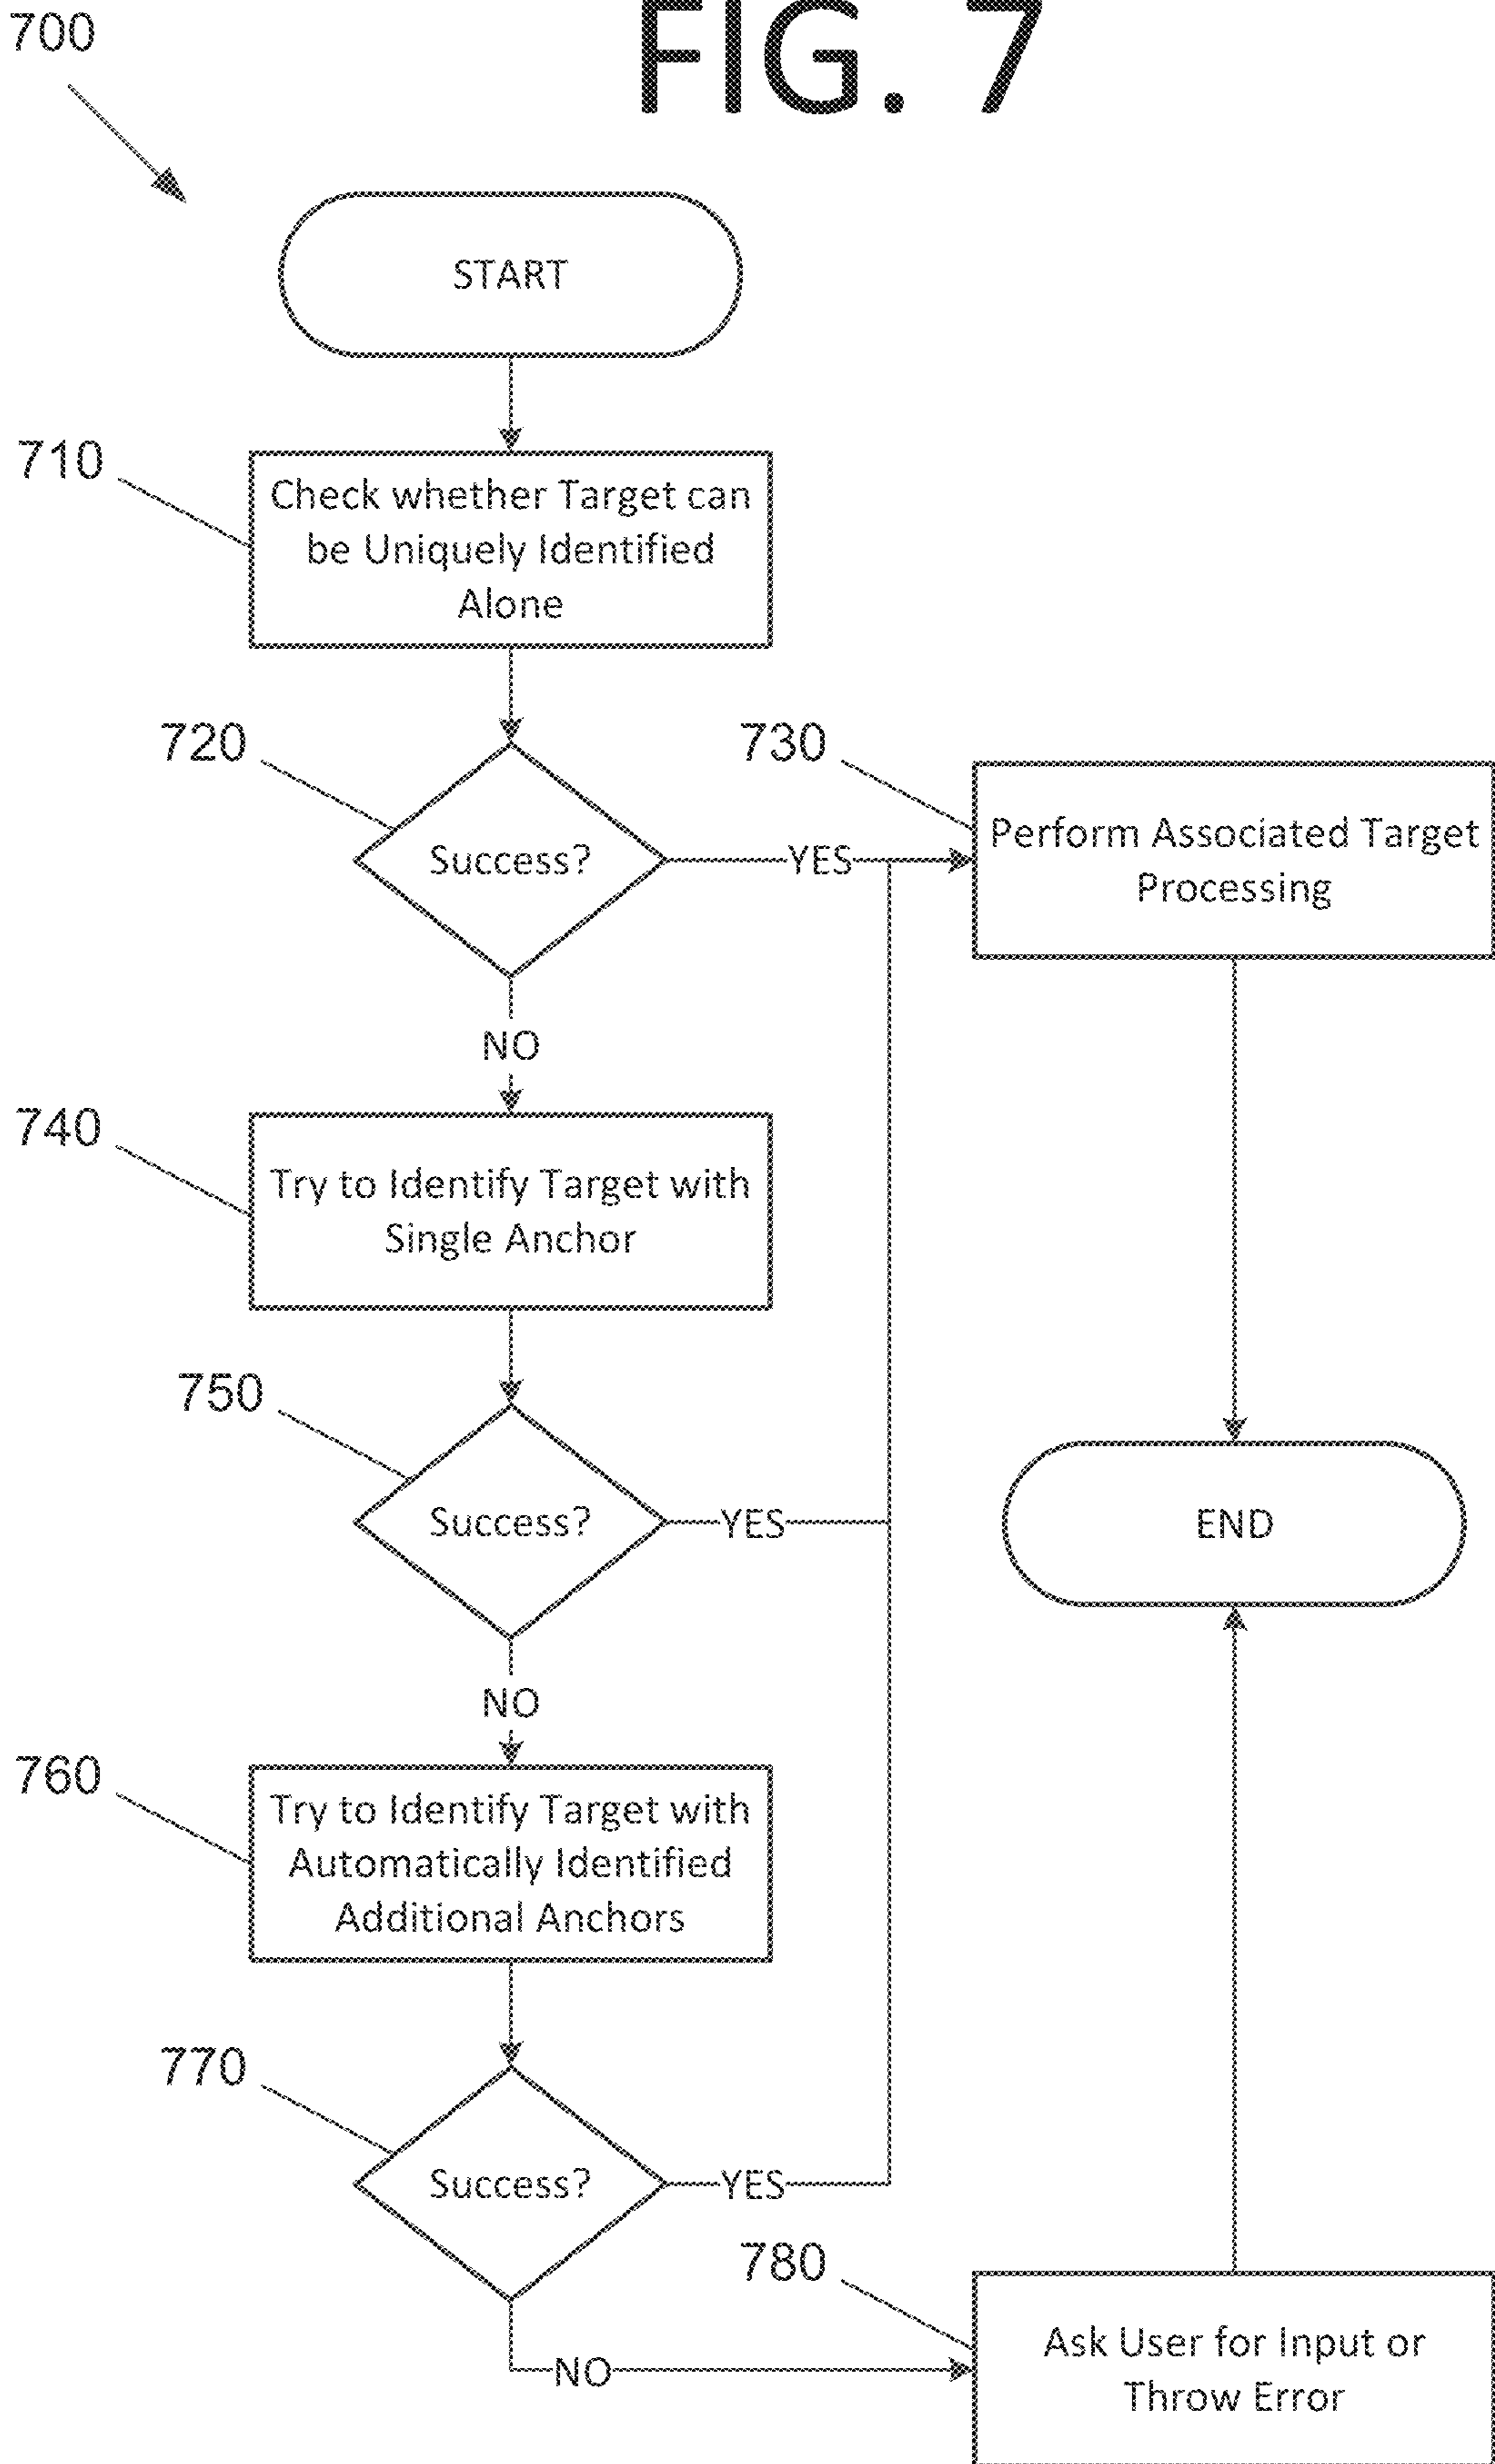 700
FIG. 7
START
710
Check whether Target can
be Uniquely Identified
Alone
720
Success?
YES
730
Perform Associated Target
Processing
NO
740
Try to Identify Target with
Single Anchor
750
Success?
YES
END
NO
760
Try to Identify Target with
Automatically Identified
Additional Anchors
770
Success?
YES
780
NO
Ask User for Input or
Throw Error